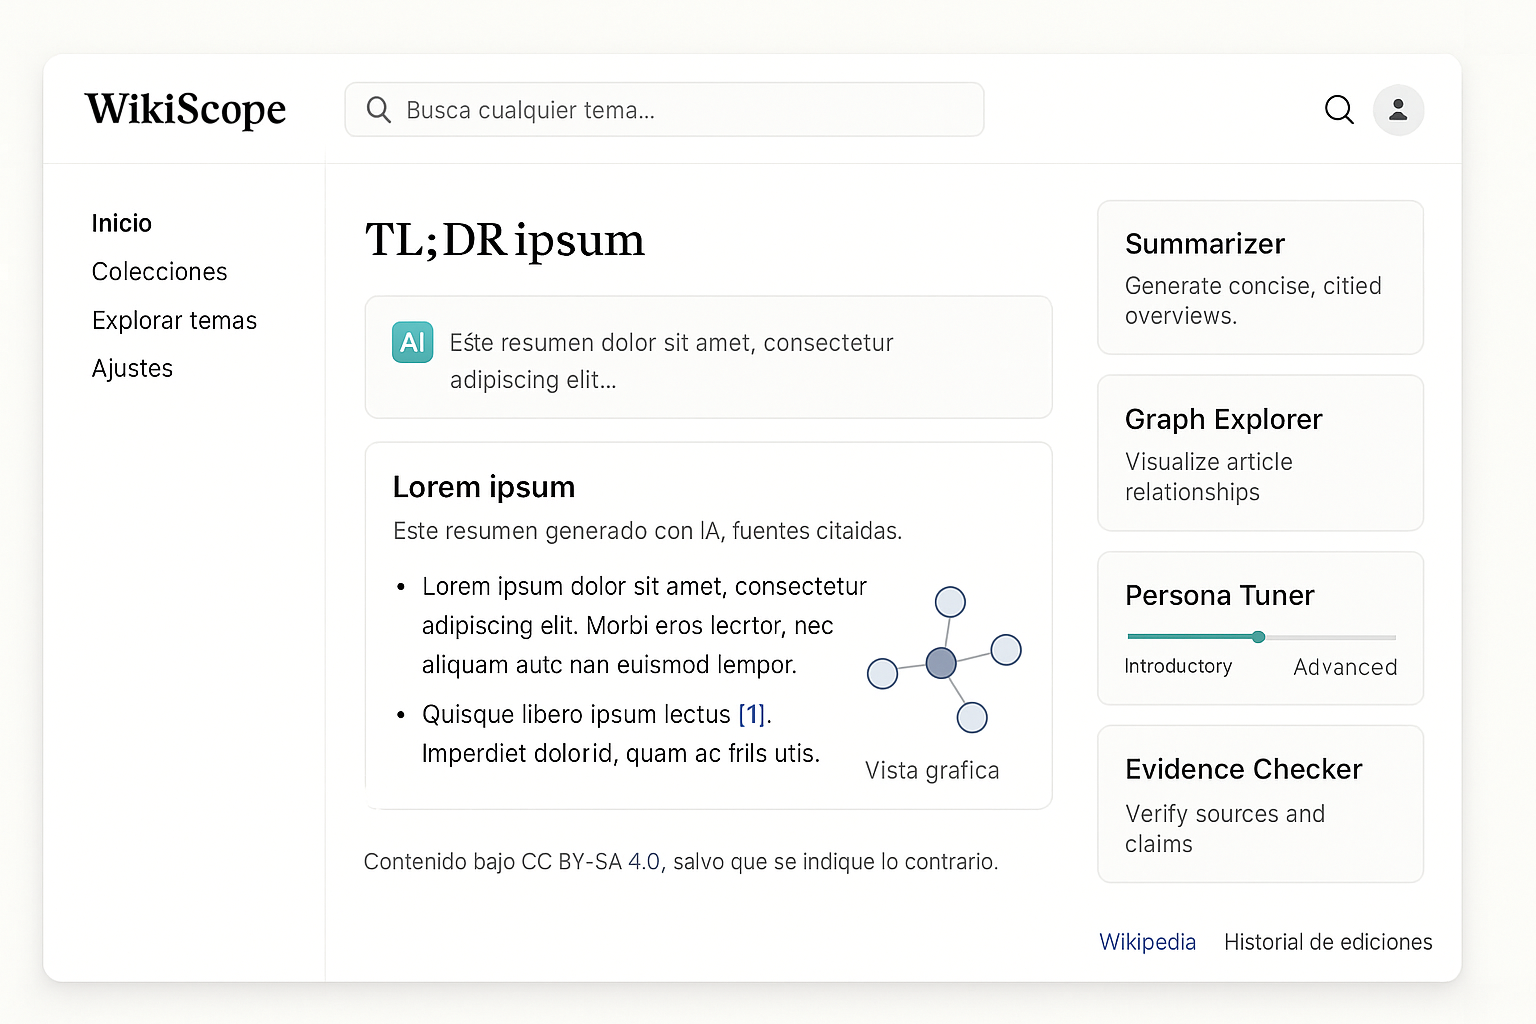 WikiScope
Busca cualquier tema...
Inicio
Colecciones
Explorar temas
Ajustes
TL;DR ipsum
AI
Eśte resumen dolor sit amet, consectetur
adipiscing elit...
Lorem ipsum
Este resumen generado con IA, fuentes citaidas.
• Lorem ipsum dolor sit amet, consectetur
adipiscing elit. Morbi eros lecrtor, nec
aliquam autc nan euismod lempor.
• Quisque libero ipsum lectus [1].
Imperdiet dolorid, quam ac frils utis.
Vista grafica
Contenido bajo CC BY-SA 4.0, salvo que se indique lo contrario.
Summarizer
Generate concise, citied
overviews.
Graph Explorer
Visualize article
relationships
Persona Tuner
Introductory Advanced
Evidence Checker
Verify sources and
claims
Wikipedia Historial de ediciones